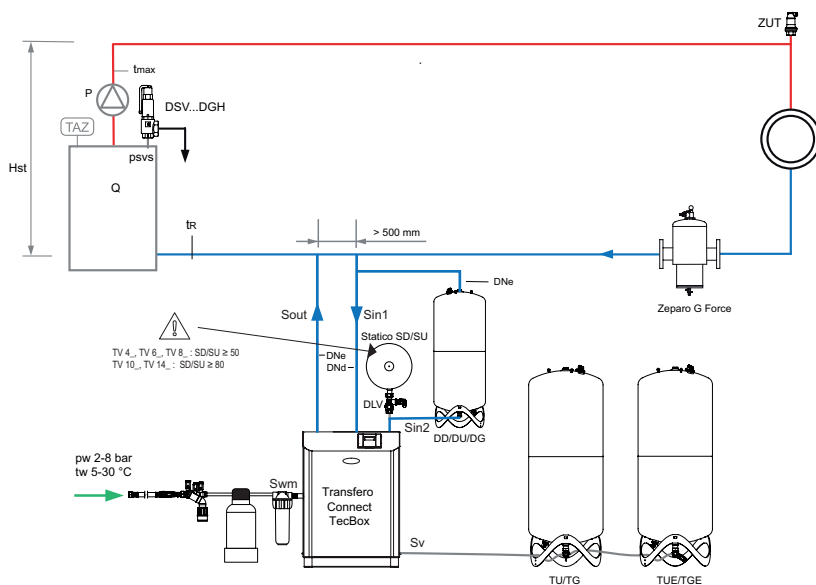 ZUT
tmax
P
DSV...DGH
TAZ
psvs
Hst
Q
tR
> 500 mm
DNe
Zeparo G Force
Sout
Sin1
Statico SD/SU
TV 4_, TV 6_, TV 8_ : SD/SU ≥ 50
TV 10_, TV 14_ : SD/SU ≥ 80
DNe
DNd
DLV
Sin2
DD/DU/DG
pw 2-8 bar
tw 5-30 °C
Swm
Transfero
Connect
TecBox
Sv
TU/TG
TUE/TGE